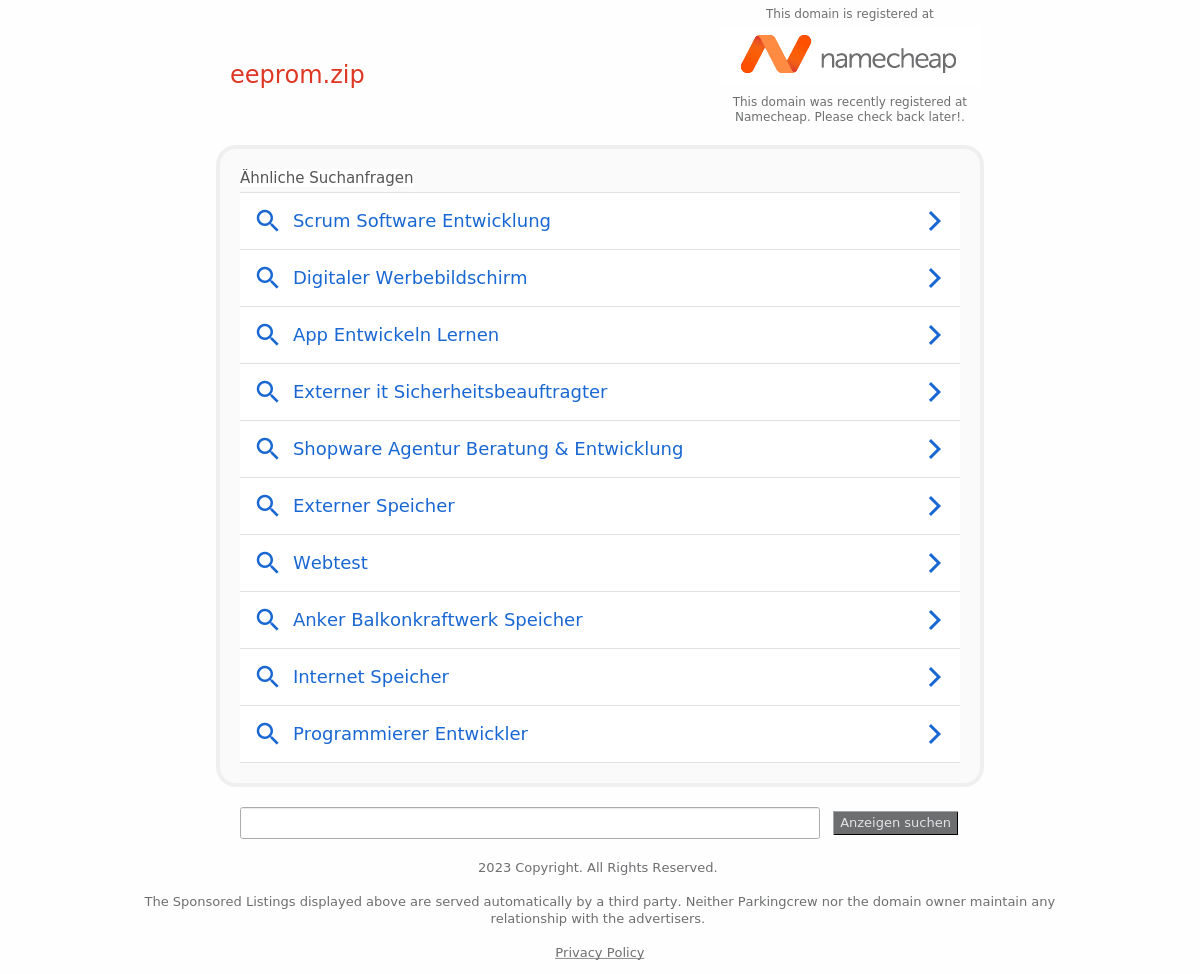 This domain is registered at
namecheap
eeprom.zip
This domain was recently registered at
Namecheap. Please check back later!.
Ähnliche Suchanfragen
Scrum Software Entwicklung
Digitaler Werbebildschirm
App Entwickeln Lernen
Externer it Sicherheitsbeauftragter
Shopware Agentur Beratung & Entwicklung
Externer Speicher
Webtest
Anker Balkonkraftwerk Speicher
Internet Speicher
Programmierer Entwickler
Anzeigen suchen
2023 Copyright. All Rights Reserved.
The Sponsored Listings displayed above are served automatically by a third party. Neither Parkingcrew nor the domain owner maintain any
relationship with the advertisers.
Privacy Policy